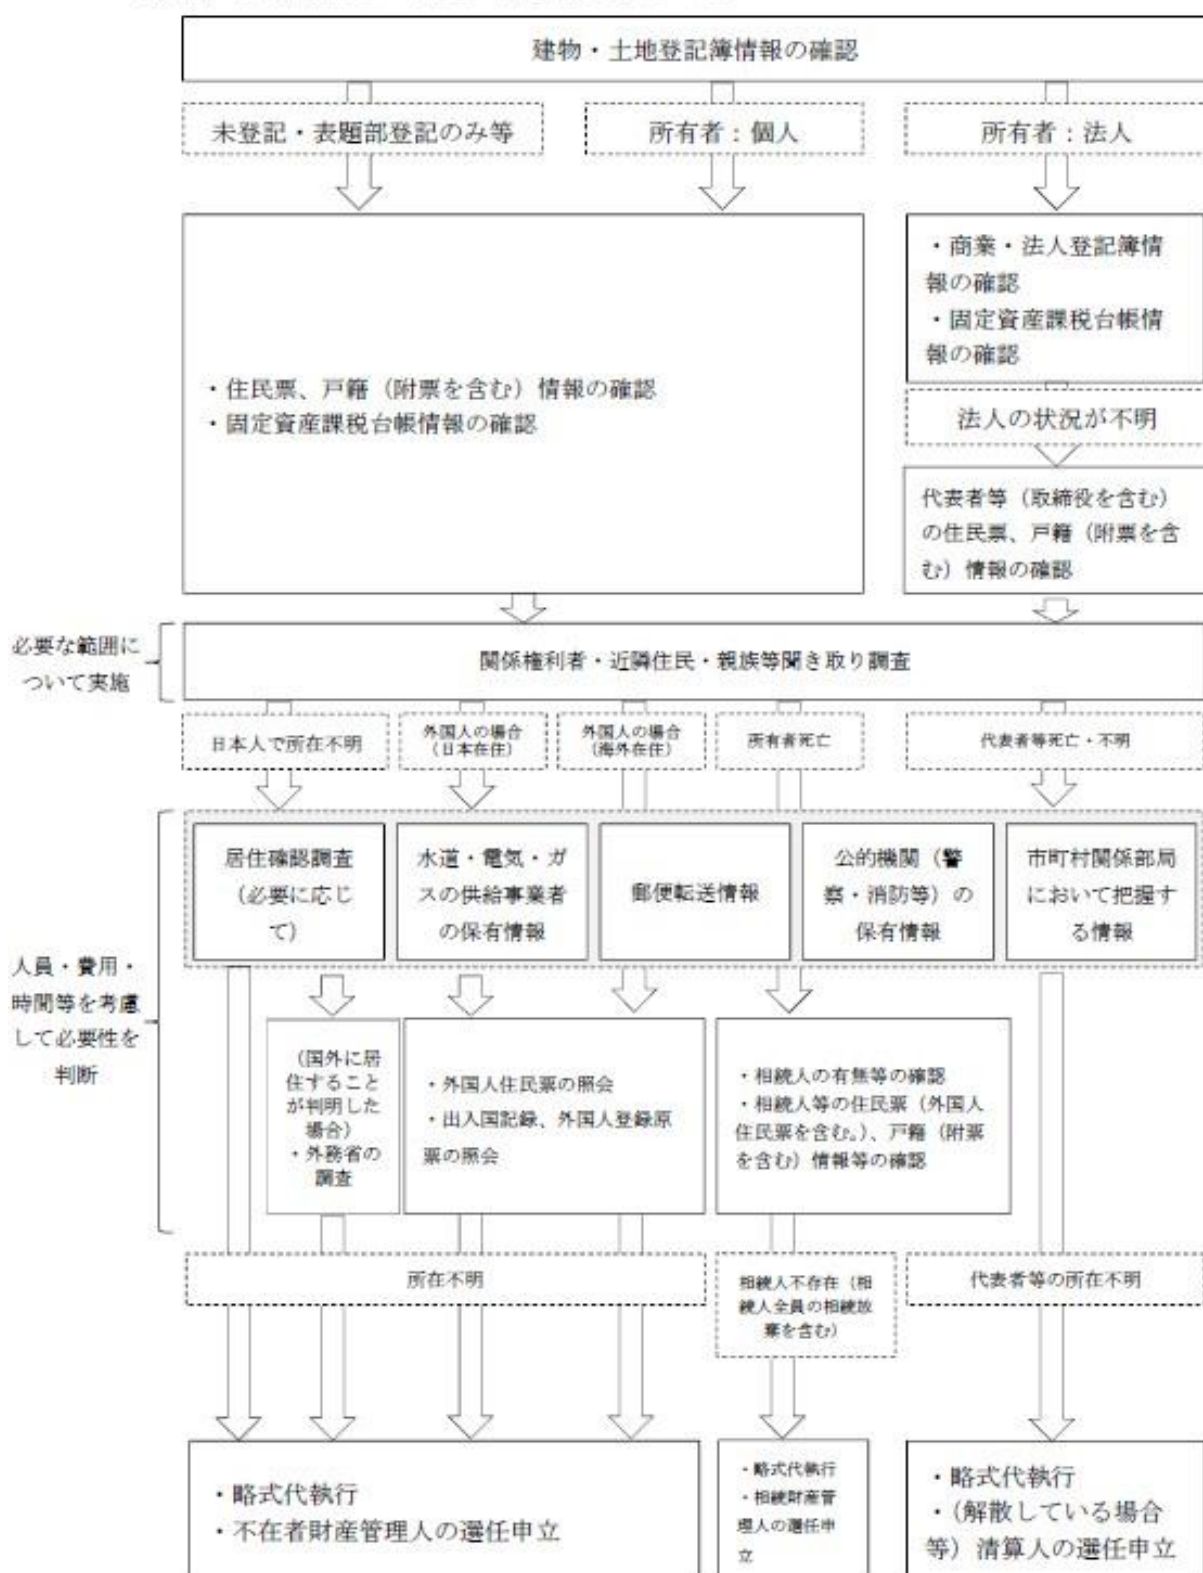 建物・土地登記簿情報の確認
未登記・表題部登記のみ等
所有者：個人
所有者：法人
・住民票、戸籍（附票を含む）情報の確認
・固定資産課税台帳情報の確認
・商業・法人登記簿情
報の確認
・固定資産課税台帳情
報の確認
法人の状況が不明
代表者等（取締役を含む）
の住民票、戸籍（附票を含
む）情報の確認
必要な範囲に
ついて実施
関係権利者・近隣住民・親族等聞き取り調査
日本人で所在不明
外国人の場合
（日本在住）
外国人の場合
（海外在住）
所有者死亡
代表者等死亡・不明
人員・費用・
時間等を考慮
して必要性を
判断
居住確認調査
（必要に応じ
て）
水道・電気・ガ
スの供給事業者
の保有情報
郵便転送情報
公的機関（警
察・消防等）の
保有情報
市町村関係部局
において把握す
る情報
（国外に居
住すること
が判明した
場合）
・外務省の
調査
・外国人住民票の照会
・出入国記録、外国人登録原
票の照会
・相続人の有無等の確認
・相続人等の住民票（外国人
住民票を含む。）、戸籍（附票
を含む）情報等の確認
所在不明
相続人不存在（相
続人全員の相続放
棄を含む）
代表者等の所在不明
・略式代執行
・不在者財産管理人の選任申立
・略式代執行
・相続財産管
理人の選任申
立
・略式代執行
・（解散している場合
等）清算人の選任申立